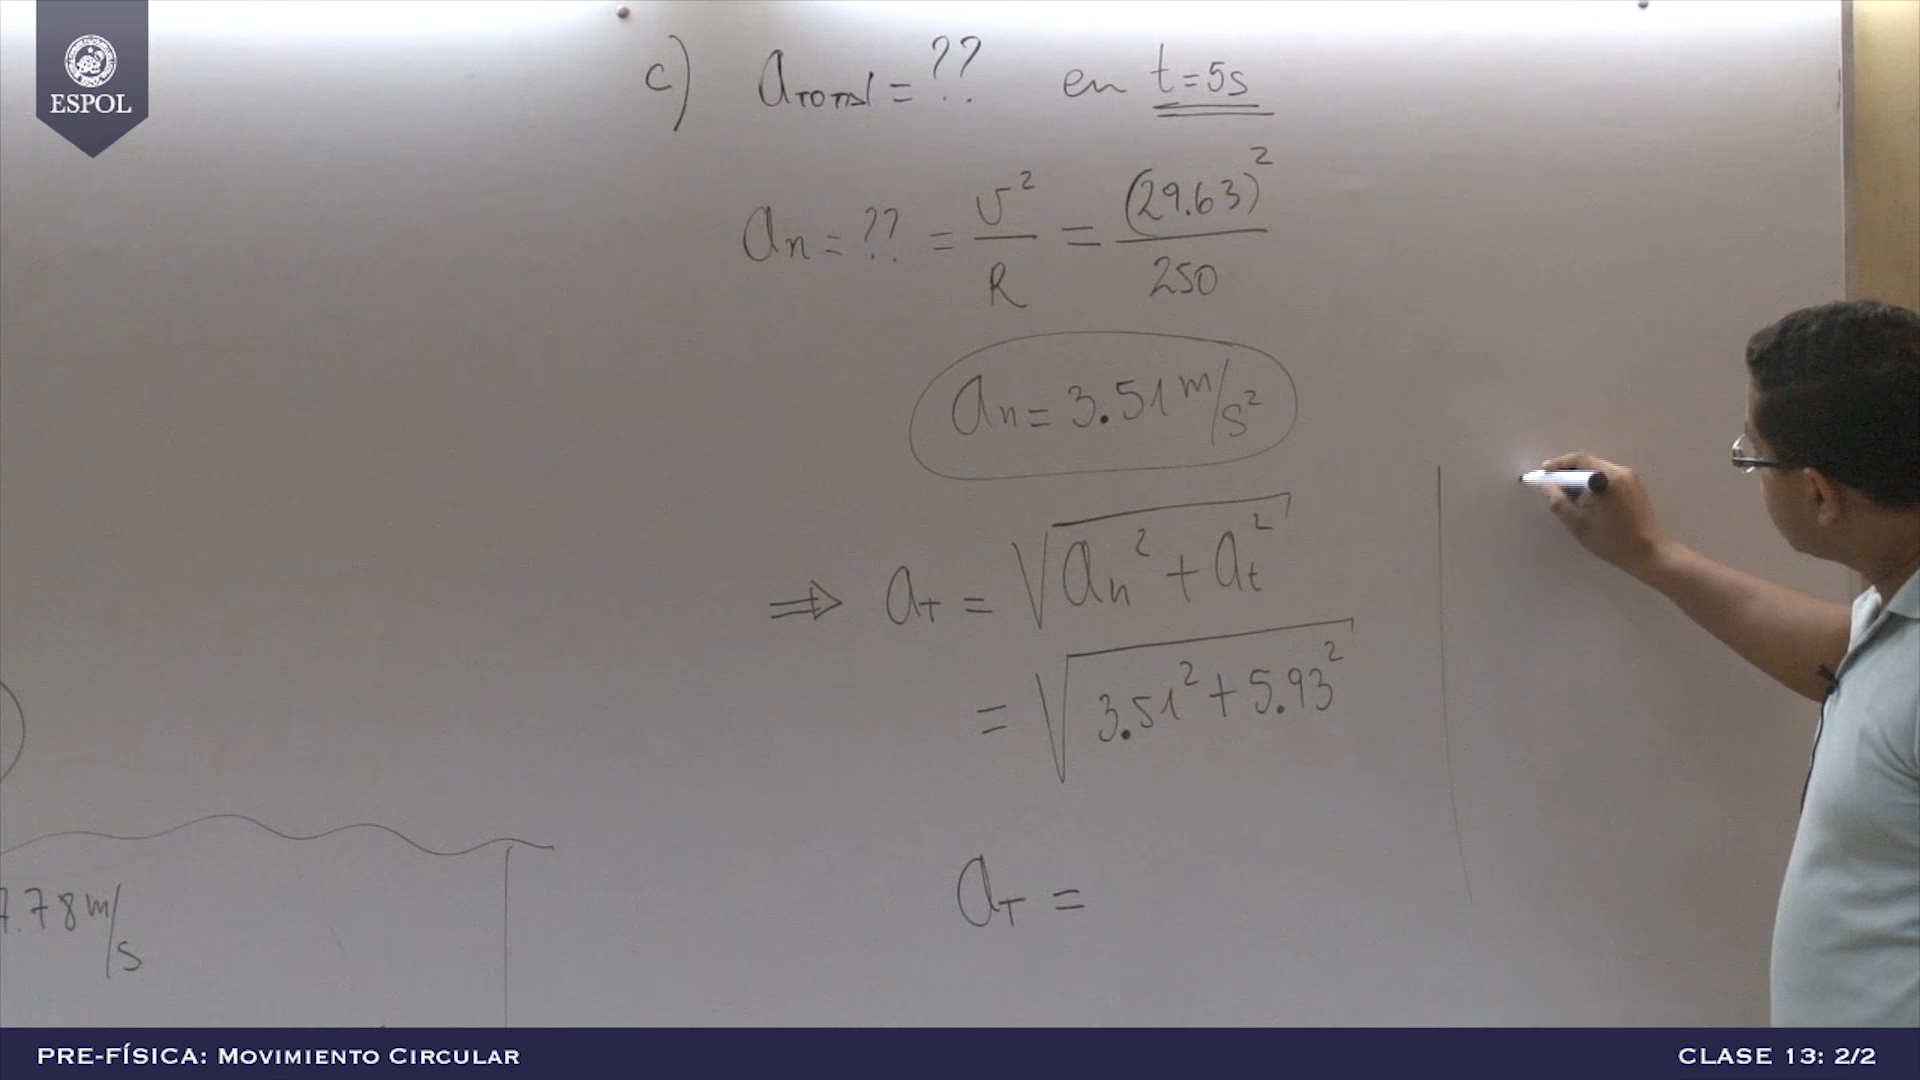 ESPOL
c) a_TOTAL = ?? en t=5s
a_n = ?? = v²/R = (29.63)²/250
a_n = 3.51 m/s²
⇒ a_T = √(a_n² + a_t²)
= √(3.51² + 5.93²)
a_T =
7.78 m/s
PRE-FÍSICA: MOVIMIENTO CIRCULAR
CLASE 13: 2/2